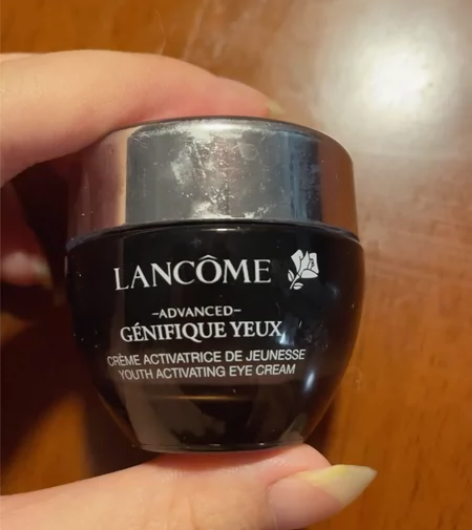 LANCÔME
-ADVANCED-
GÉNIFIQUE YEUX
CRÈME ACTIVATRICE DE JEUNESSE
YOUTH ACTIVATING EYE CREAM